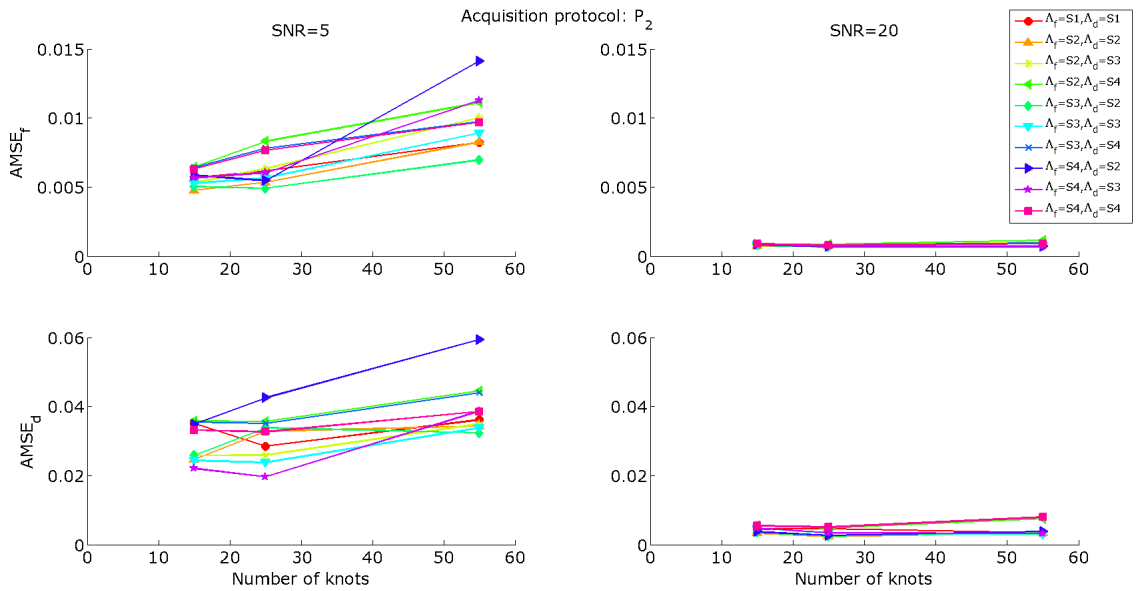 Acquisition protocol: P2
SNR=5
SNR=20
Λf=S1,Λd=S1
Λf=S2,Λd=S2
Λf=S2,Λd=S3
Λf=S2,Λd=S4
Λf=S3,Λd=S2
Λf=S3,Λd=S3
Λf=S3,Λd=S4
Λf=S4,Λd=S2
Λf=S4,Λd=S3
Λf=S4,Λd=S4
AMSEf
0.015
0.01
0.005
0
0 10 20 30 40 50 60
0.015
0.01
0.005
0
0 10 20 30 40 50 60
AMSEd
0.06
0.04
0.02
0
0 10 20 30 40 50 60
Number of knots
0.06
0.04
0.02
0
0 10 20 30 40 50 60
Number of knots